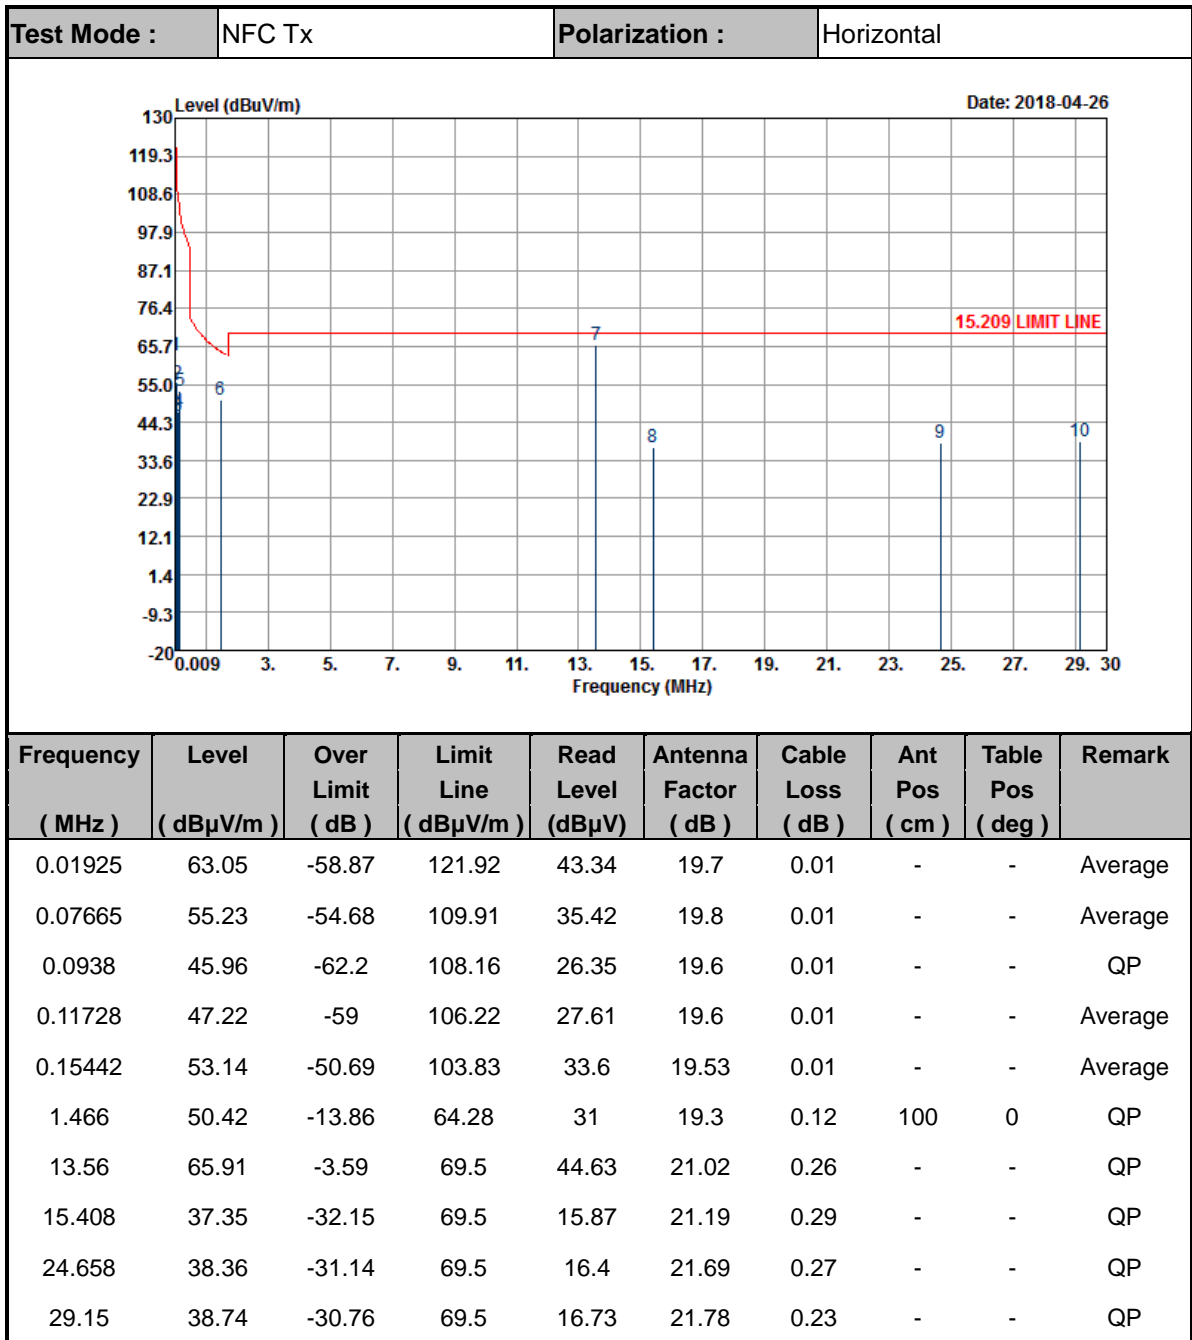 Test Mode : NFC Tx Polarization : Horizontal
Level (dBuV/m) Date: 2018-04-26
130
119.3
108.6
97.9
87.1
76.4
15.209 LIMIT LINE
65.7
55.0
44.3
33.6
22.9
12.1
1.4
-9.3
-20
1
2
5
4
6
7
8
9
10
0.009 3. 5. 7. 9. 11. 13. 15. 17. 19. 21. 23. 25. 27. 29. 30
Frequency (MHz)
Frequency Level Over Limit Read Antenna Cable Ant Table Remark
Limit Line Level Factor Loss Pos Pos
( MHz ) ( dBµV/m ) ( dB ) ( dBµV/m ) (dBµV) ( dB ) ( dB ) ( cm ) ( deg )
0.01925 63.05 -58.87 121.92 43.34 19.7 0.01 - - Average
0.07665 55.23 -54.68 109.91 35.42 19.8 0.01 - - Average
0.0938 45.96 -62.2 108.16 26.35 19.6 0.01 - - QP
0.11728 47.22 -59 106.22 27.61 19.6 0.01 - - Average
0.15442 53.14 -50.69 103.83 33.6 19.53 0.01 - - Average
1.466 50.42 -13.86 64.28 31 19.3 0.12 100 0 QP
13.56 65.91 -3.59 69.5 44.63 21.02 0.26 - - QP
15.408 37.35 -32.15 69.5 15.87 21.19 0.29 - - QP
24.658 38.36 -31.14 69.5 16.4 21.69 0.27 - - QP
29.15 38.74 -30.76 69.5 16.73 21.78 0.23 - - QP